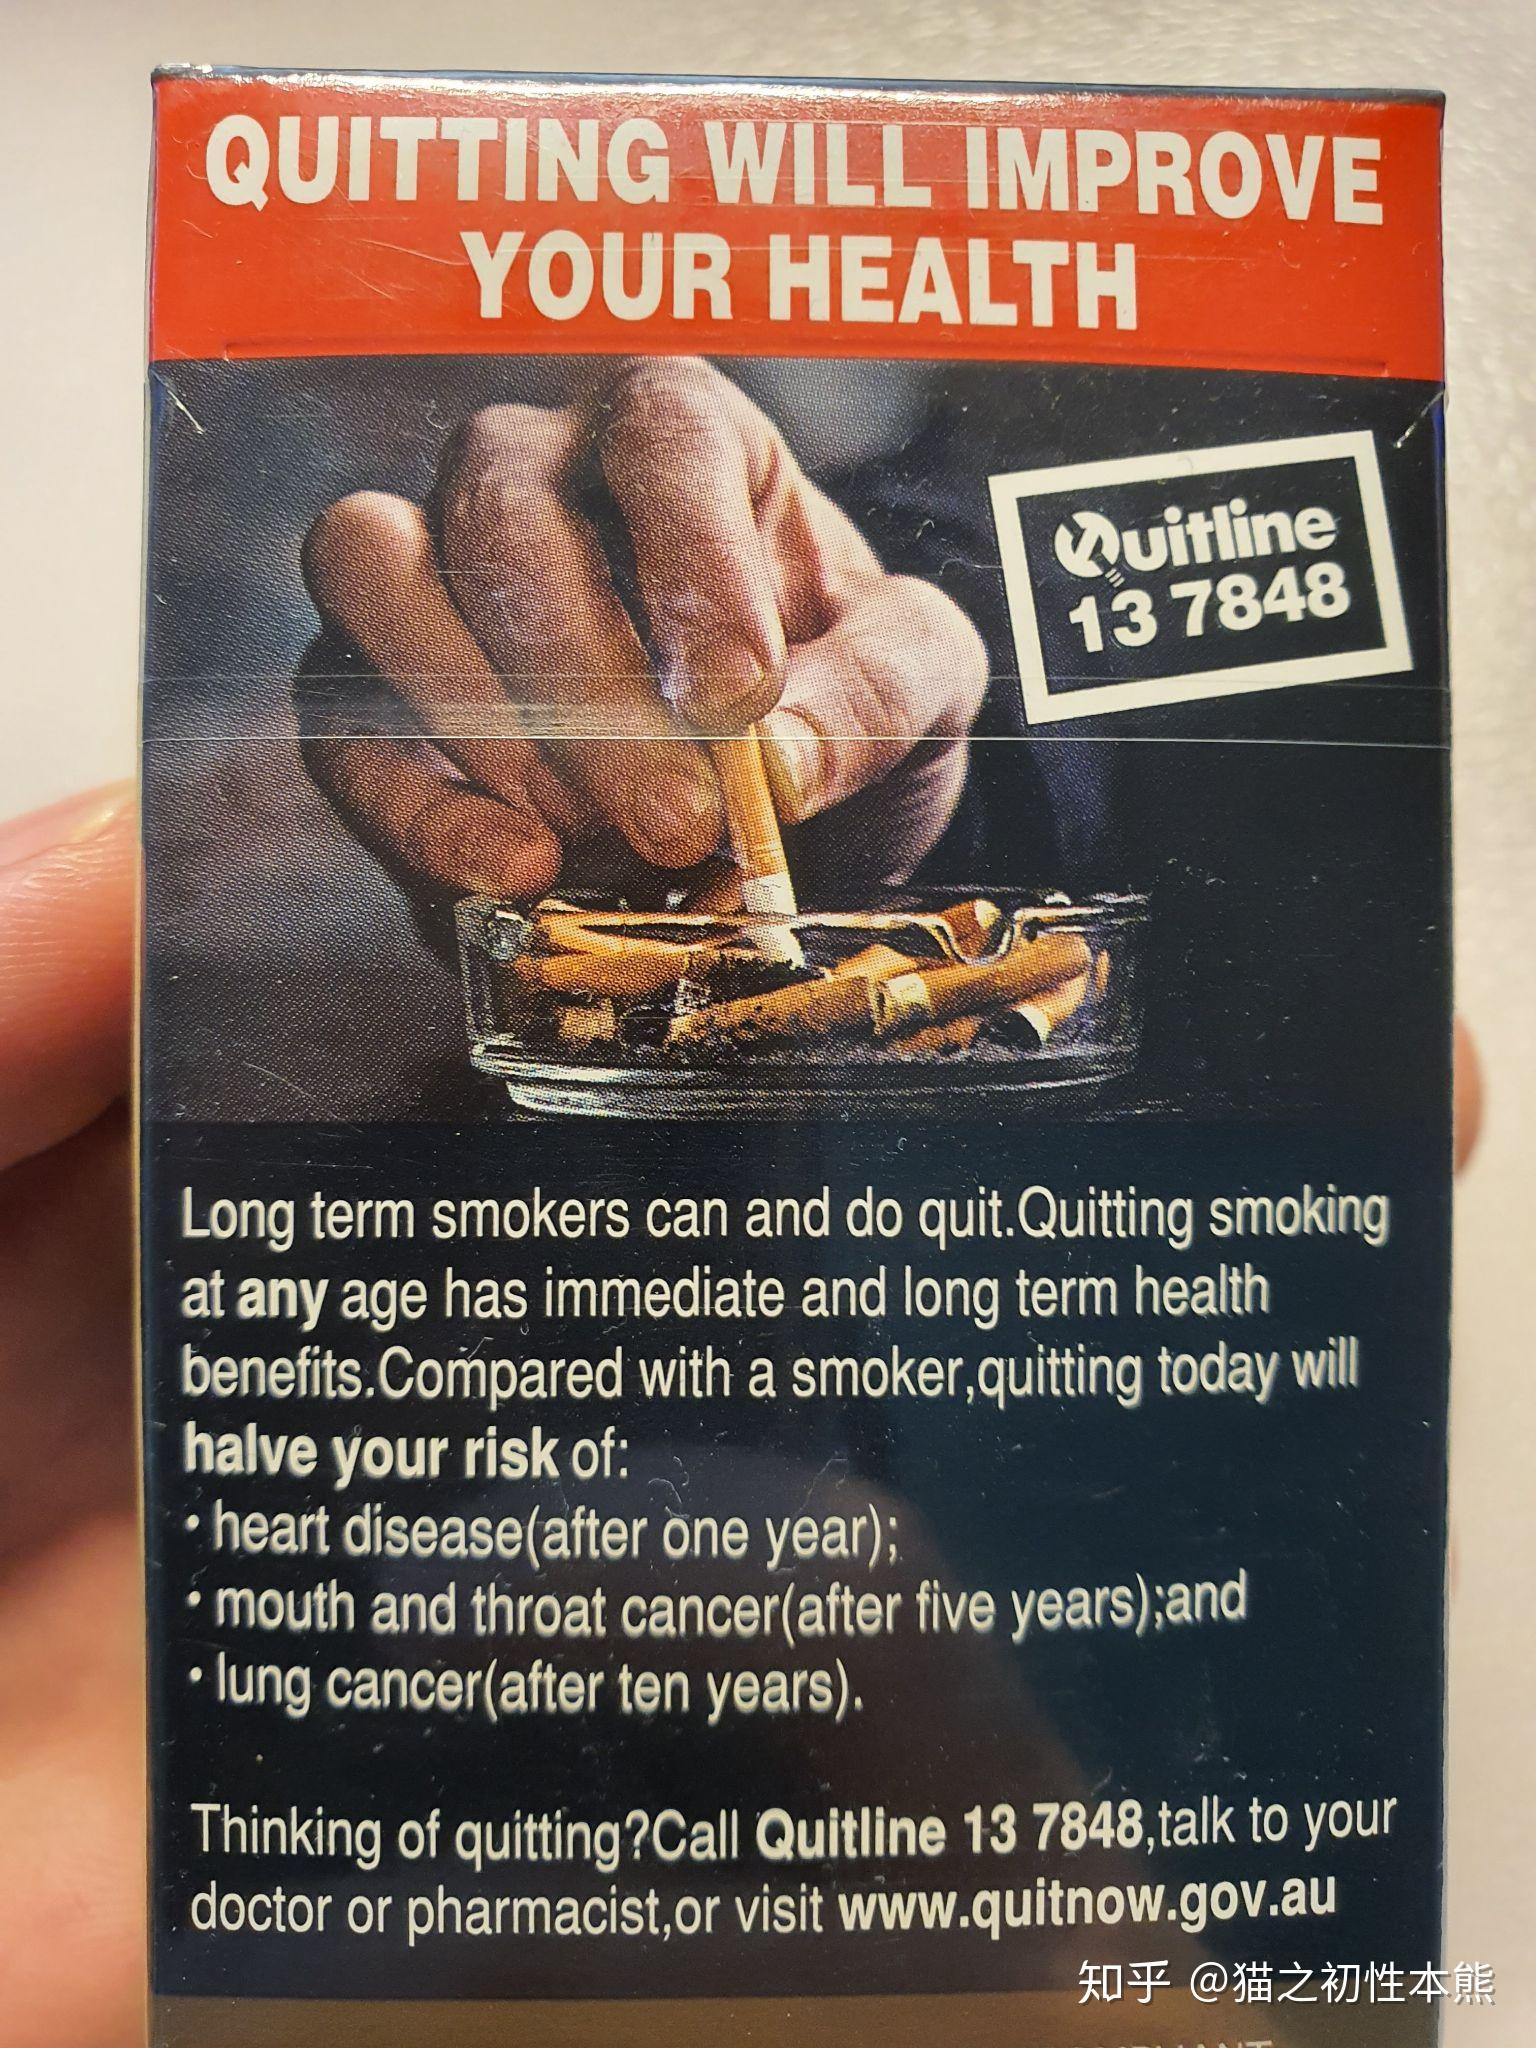 QUITTING WILL IMPROVE
YOUR HEALTH
Quitline
13 7848
Long term smokers can and do quit.Quitting smoking
at any age has immediate and long term health
benefits.Compared with a smoker,quitting today will
halve your risk of:
• heart disease(after one year);
• mouth and throat cancer(after five years);and
• lung cancer(after ten years).
Thinking of quitting?Call Quitline 13 7848,talk to your
doctor or pharmacist,or visit www.quitnow.gov.au
知乎 @猫之初性本熊